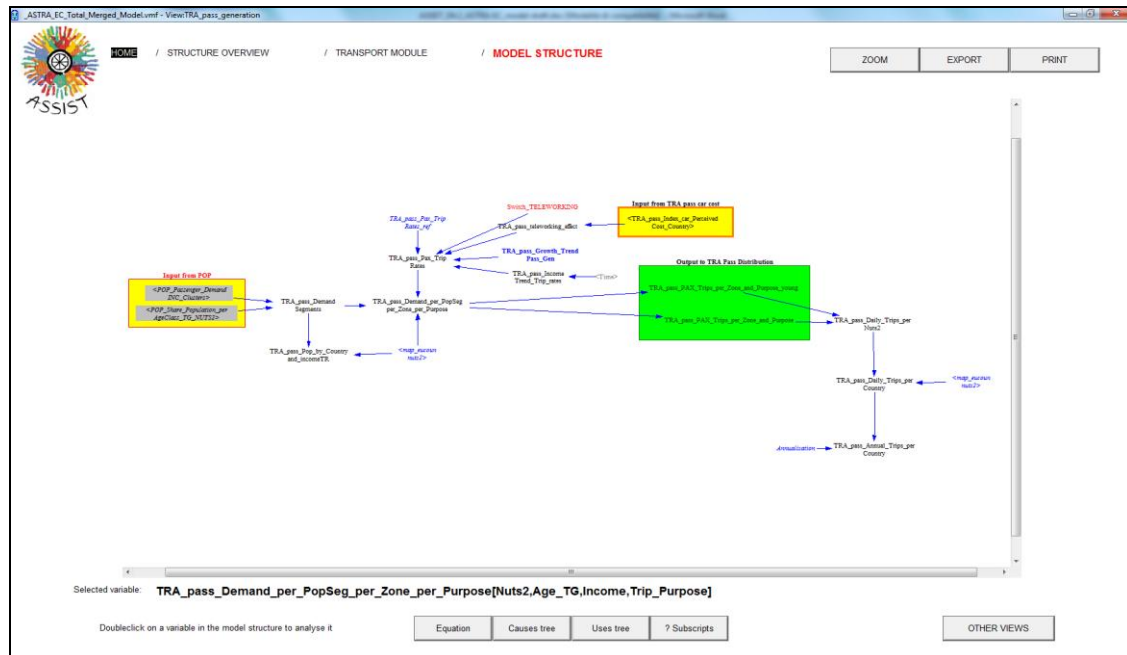 _ASTRA_EC_Total_Merged_Model.vmf - View:TRA_pass_generation
HOME / STRUCTURE OVERVIEW / TRANSPORT MODULE / MODEL STRUCTURE
ZOOM EXPORT PRINT
ASSIST
Switch_TELEWORKING
Input from TRA pass car cost
TRA_pass_Pas_Trip
Rates_ref
<TRA_pass_Index_car_Perceived
Cost_Country>
TRA_pass_teleworking_affect
TRA_pass_Growth_Trend
Pass_Gen
TRA_pass_Pas_Trip
Rates
Output to TRA Pass Distribution
TRA_pass_Income
Trend_Trip_rates
<Time>
Input from POP
<POP_Passenger_Demand
INC_Clusters>
<POP_Share_Population_per
AgeClass_TG_NUTS2>
TRA_pass_Demand
Segments
TRA_pass_Demand_per_PopSeg
per_Zone_per_Purpose
TRA_pass_PAX_Trips_per_Zone_and_Purpose_young
TRA_pass_PAX_Trips_per_Zone_and_Purpose
TRA_pass_Daily_Trips_per
Nuts2
TRA_pass_Pop_by_Country
and_incomeTR
nuts2>
TRA_pass_Daily_Trips_per
Country
nuts2>
Annualization
TRA_pass_Annual_Trips_per
Country
Selected variable: TRA_pass_Demand_per_PopSeg_per_Zone_per_Purpose[Nuts2,Age_TG,Income,Trip_Purpose]
Doubleclick on a variable in the model structure to analyse it
Equation Causes tree Uses tree ? Subscripts OTHER VIEWS